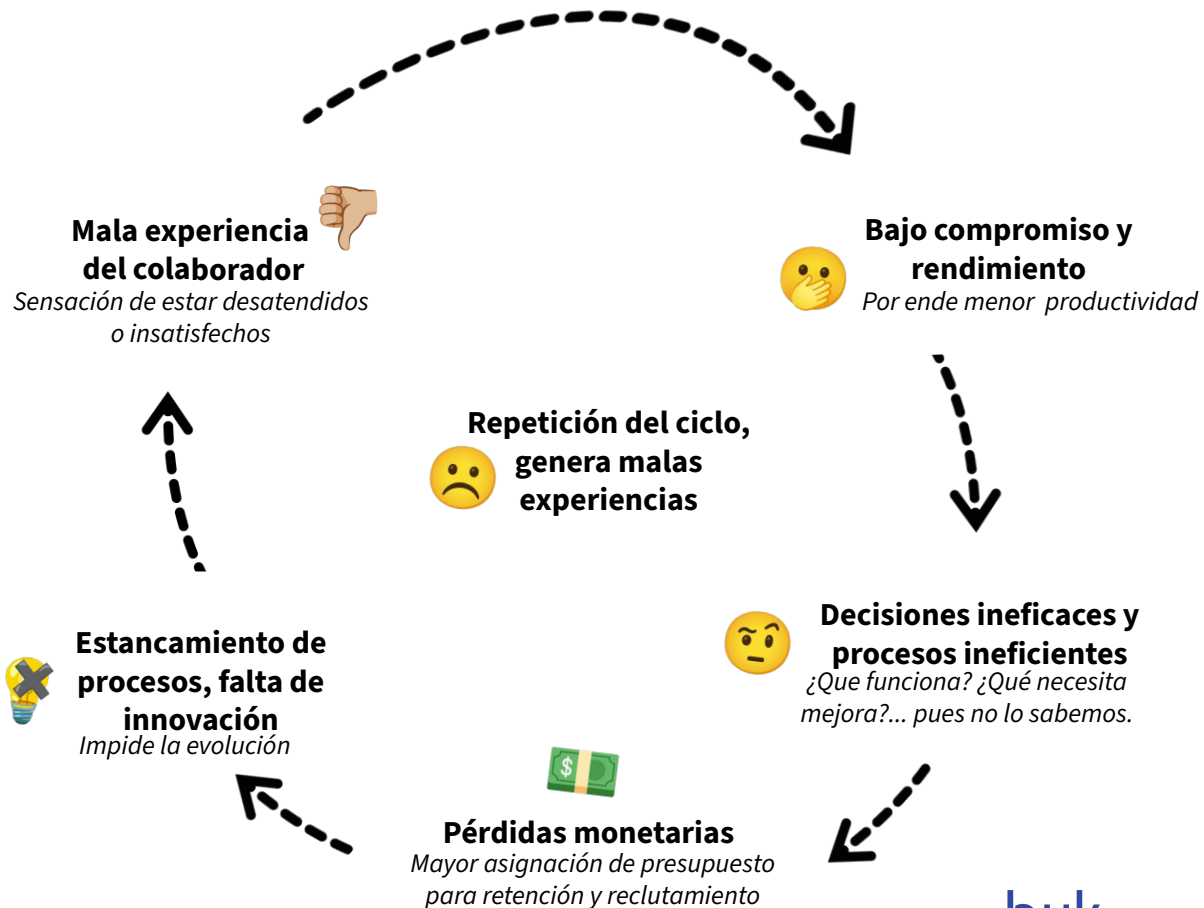 Mala experiencia
del colaborador
Sensación de estar desatendidos
o insatisfechos
Bajo compromiso y
rendimiento
Por ende menor productividad
Repetición del ciclo,
genera malas
experiencias
Decisiones ineficaces y
procesos ineficientes
¿Que funciona? ¿Qué necesita
mejora?... pues no lo sabemos.
Estancamiento de
procesos, falta de
innovación
Impide la evolución
$
Pérdidas monetarias
Mayor asignación de presupuesto
para retención y reclutamiento
buk